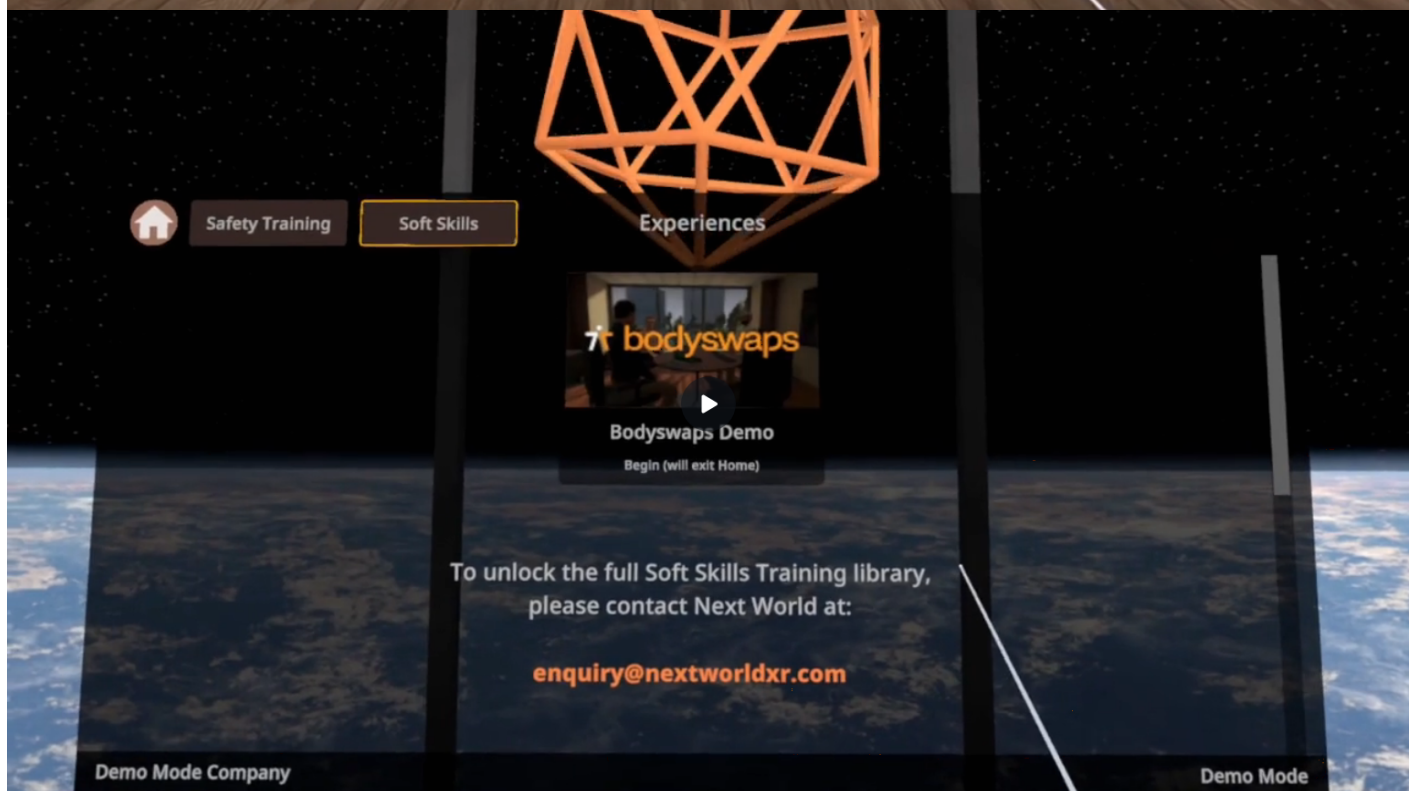 Safety Training
Soft Skills
Experiences
bodyswaps
Bodyswaps Demo
Begin (will exit Home)
To unlock the full Soft Skills Training library,
please contact Next World at:
enquiry@nextworldxr.com
Demo Mode Company
Demo Mode